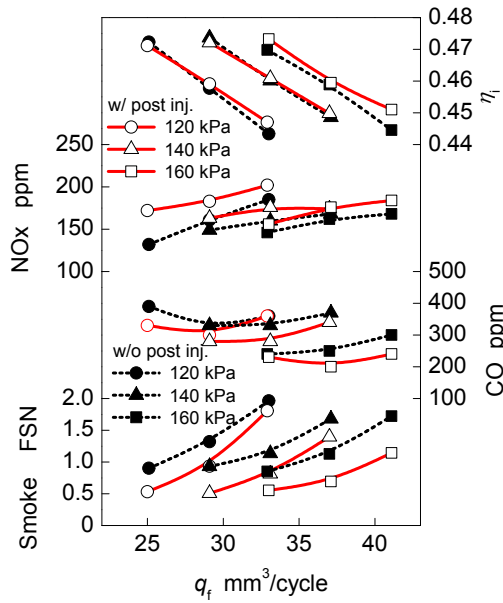 0.48
0.47
0.46
0.45
0.44
ηi
w/ post inj.
120 kPa
140 kPa
160 kPa
250
200
150
100
NOx ppm
500
400
300
200
100
CO ppm
w/o post inj.
120 kPa
140 kPa
160 kPa
2.0
1.5
1.0
0.5
0
Smoke FSN
25 30 35 40
qf mm³/cycle